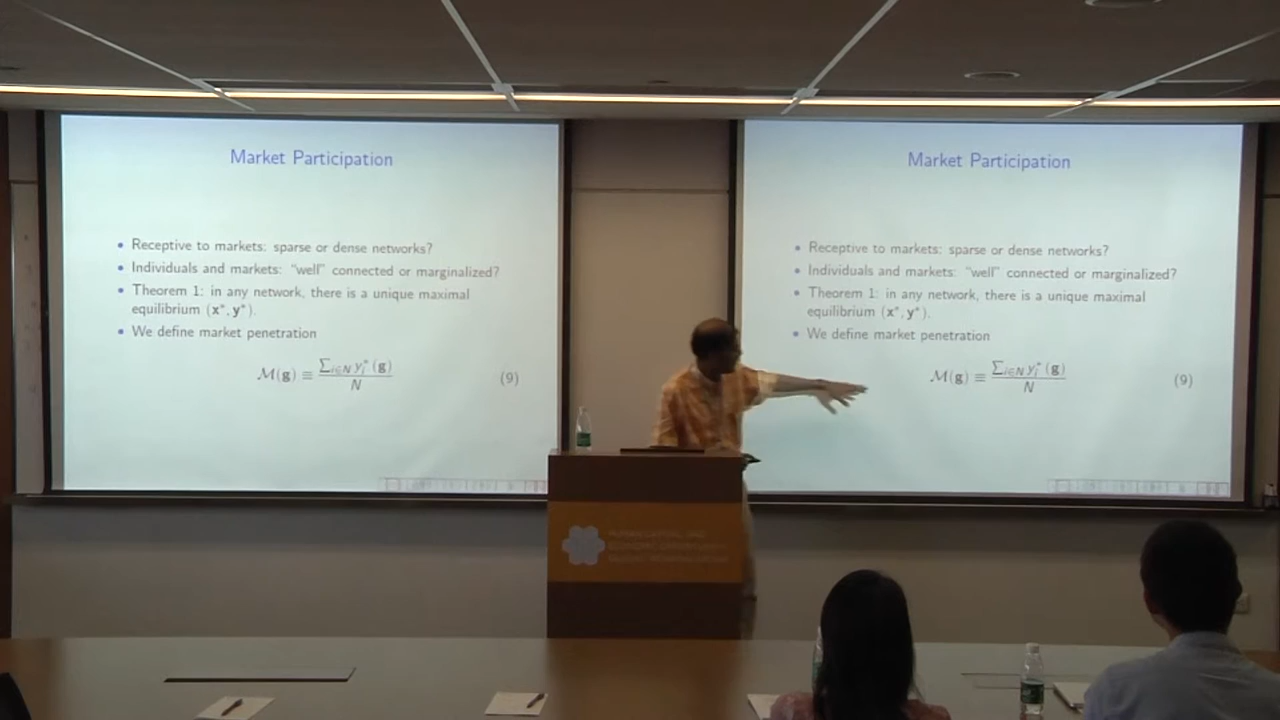 Market Participation
• Receptive to markets: sparse or dense networks?
• Individuals and markets: “well” connected or marginalized?
• Theorem 1: in any network, there is a unique maximal
equilibrium (x*, y*).
• We define market penetration
M(g) ≡ ∑i∈N yi*(g) / N (9)
Market Participation
• Receptive to markets: sparse or dense networks?
• Individuals and markets: “well” connected or marginalized?
• Theorem 1: in any network, there is a unique maximal
equilibrium (x*, y*).
• We define market penetration
M(g) ≡ ∑i∈N yi*(g) / N (9)